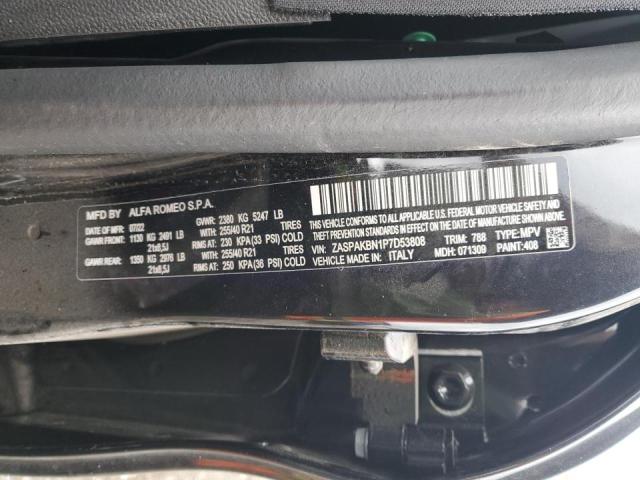 MFD BY ALFA ROMEO S.P.A.
DATE OF MFR: 07/22 GVWR: 2380 KG 5247 LB
GAWR FRONT: 1130 KG 2491 LB WITH: 255/40 R21
21x8,5J RIMS AT: 230 KPA(33 PSI) COLD
GAWR REAR: 1350 KG 2976 LB WITH: 255/40 R21
21x8,5J RIMS AT: 250 KPA(36 PSI) COLD
THIS VEHICLE CONFORMS TO ALL APPLICABLE U.S.A. FEDERAL MOTOR VEHICLE SAFETY, BUMPER AND THEFT
PREVENTION STANDARDS IN EFFECT ON THE DATE OF MANUFACTURE SHOWN ABOVE.
VIN: ZASPAKBN1P7D53808 TRIM: 788 TYPE: MPV
VEHICLE MADE IN: ITALY MDH: 071309 PAINT: 408